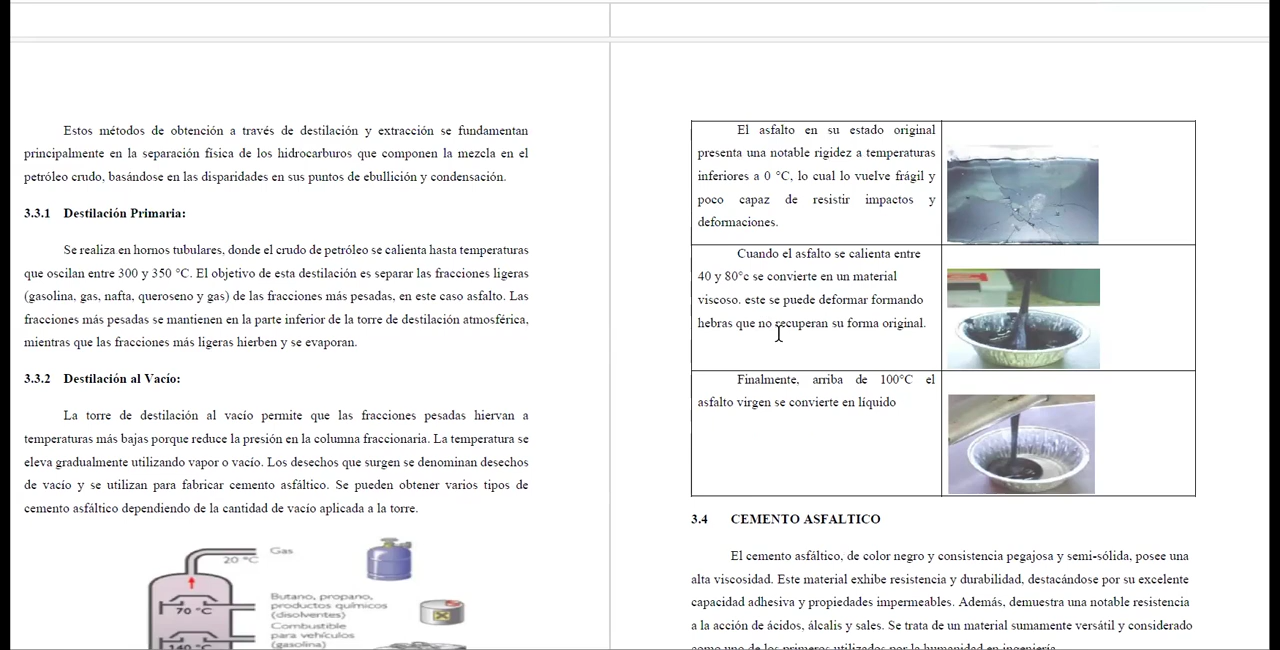 Estos métodos de obtención a través de destilación y extracción se fundamentan
principalmente en la separación física de los hidrocarburos que componen la mezcla en el
petróleo crudo, basándose en las disparidades en sus puntos de ebullición y condensación.
3.3.1 Destilación Primaria:
Se realiza en hornos tubulares, donde el crudo de petróleo se calienta hasta temperaturas
que oscilan entre 300 y 350 °C. El objetivo de esta destilación es separar las fracciones ligeras
(gasolina, gas, nafta, queroseno y gas) de las fracciones más pesadas, en este caso asfalto. Las
fracciones más pesadas se mantienen en la parte inferior de la torre de destilación atmosférica,
mientras que las fracciones más ligeras hierben y se evaporan.
3.3.2 Destilación al Vacío:
La torre de destilación al vacío permite que las fracciones pesadas hiervan a
temperaturas más bajas porque reduce la presión en la columna fraccionaria. La temperatura se
eleva gradualmente utilizando vapor o vacío. Los desechos que surgen se denominan desechos
de vacío y se utilizan para fabricar cemento asfáltico. Se pueden obtener varios tipos de
cemento asfáltico dependiendo de la cantidad de vacío aplicada a la torre.
Gas
20 °C
Butano, propano,
productos químicos
(disolventes)
70 °C
Combustible
para vehículos
(gasolina)
140 °C
El asfalto en su estado original
presenta una notable rigidez a temperaturas
inferiores a 0 °C, lo cual lo vuelve frágil y
poco capaz de resistir impactos y
deformaciones.
Cuando el asfalto se calienta entre
40 y 80°c se convierte en un material
viscoso. este se puede deformar formando
hebras que no recuperan su forma original.
Finalmente, arriba de 100°C el
asfalto virgen se convierte en líquido
3.4 CEMENTO ASFALTICO
El cemento asfáltico, de color negro y consistencia pegajosa y semi-sólida, posee una
alta viscosidad. Este material exhibe resistencia y durabilidad, destacándose por su excelente
capacidad adhesiva y propiedades impermeables. Además, demuestra una notable resistencia
a la acción de ácidos, álcalis y sales. Se trata de un material sumamente versátil y considerado
como uno de los primeros utilizados por la humanidad en ingeniería